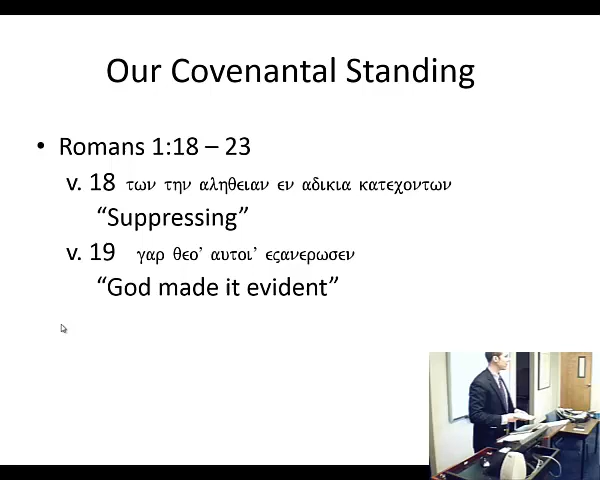 Our Covenantal Standing
• Romans 1:18 – 23
v. 18 των την αληθειαν εν αδικια κατεχοντων
“Suppressing”
v. 19 γαρ θεο’ αυτοι’ εςανερωσεν
“God made it evident”